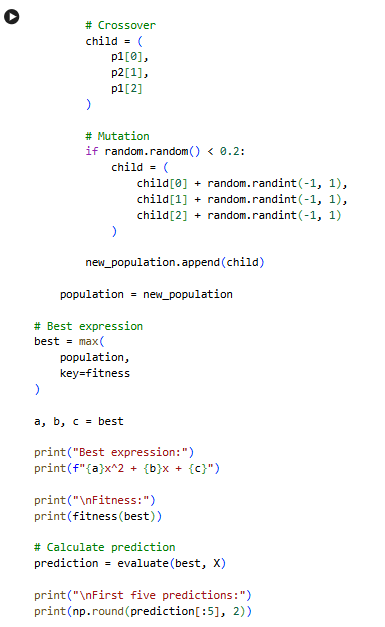 # Crossover
child = (
    p1[0],
    p2[1],
    p1[2]
)
# Mutation
if random.random() < 0.2:
    child = (
        child[0] + random.randint(-1, 1),
        child[1] + random.randint(-1, 1),
        child[2] + random.randint(-1, 1)
    )
new_population.append(child)
population = new_population
# Best expression
best = max(
    population,
    key=fitness
)
a, b, c = best
print("Best expression:")
print(f"{a}x^2 + {b}x + {c}")
print("\nFitness:")
print(fitness(best))
# Calculate prediction
prediction = evaluate(best, X)
print("\nFirst five predictions:")
print(np.round(prediction[:5], 2))